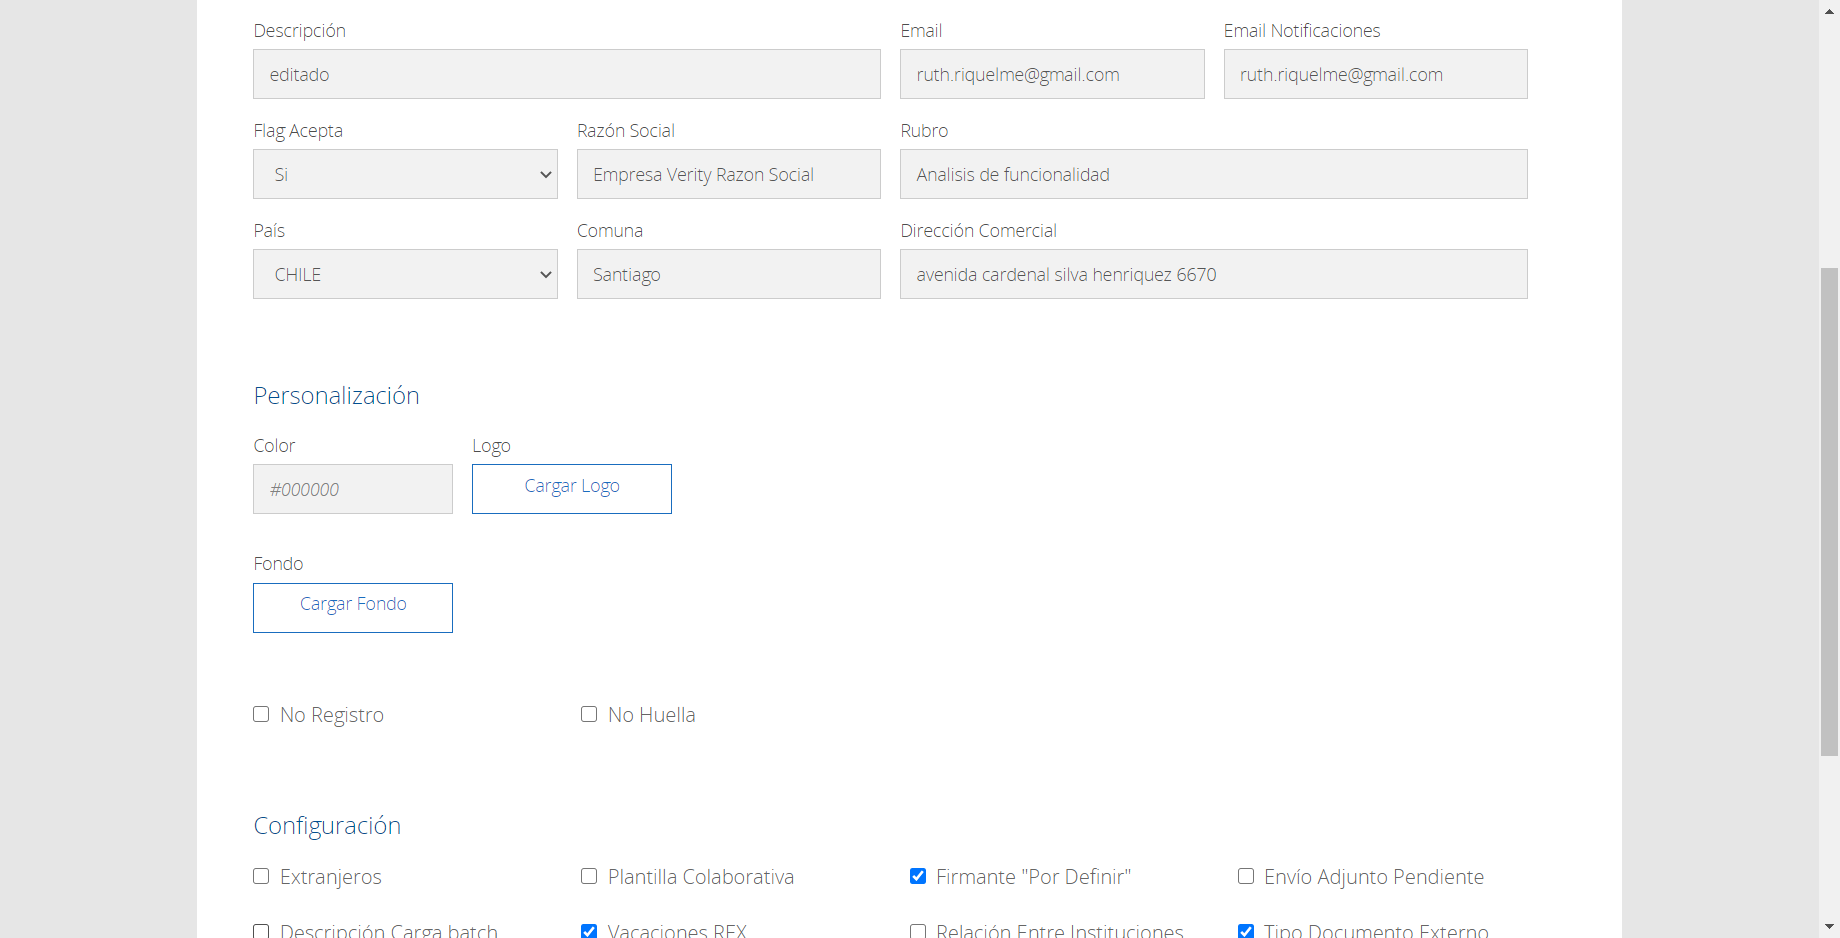 Descripción
Email
Email Notificaciones
editado
ruth.riquelme@gmail.com
ruth.riquelme@gmail.com
Flag Acepta
Razón Social
Rubro
Si
Empresa Verity Razon Social
Analisis de funcionalidad
País
Comuna
Dirección Comercial
CHILE
Santiago
avenida cardenal silva henriquez 6670
Personalización
Color
Logo
#000000
Cargar Logo
Fondo
Cargar Fondo
No Registro
No Huella
Configuración
Extranjeros
Plantilla Colaborativa
Firmante "Por Definir"
Envío Adjunto Pendiente
Descripción Carga batch
Vacaciones REX
Relación Entre Instituciones
Tipo Documento Externo